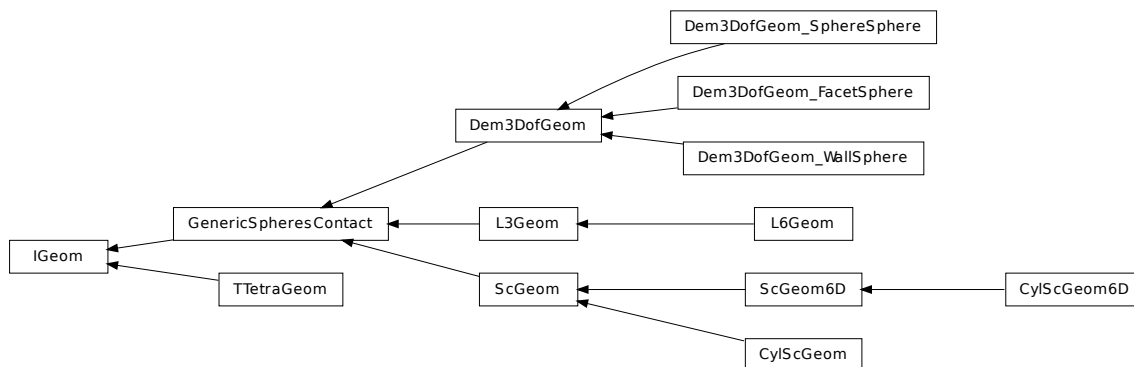 Dem3DofGeom_SphereSphere
Dem3DofGeom_FacetSphere
Dem3DofGeom
Dem3DofGeom_WallSphere
GenericSpheresContact
L3Geom
L6Geom
IGeom
TTetraGeom
ScGeom
ScGeom6D
CylScGeom6D
CylScGeom